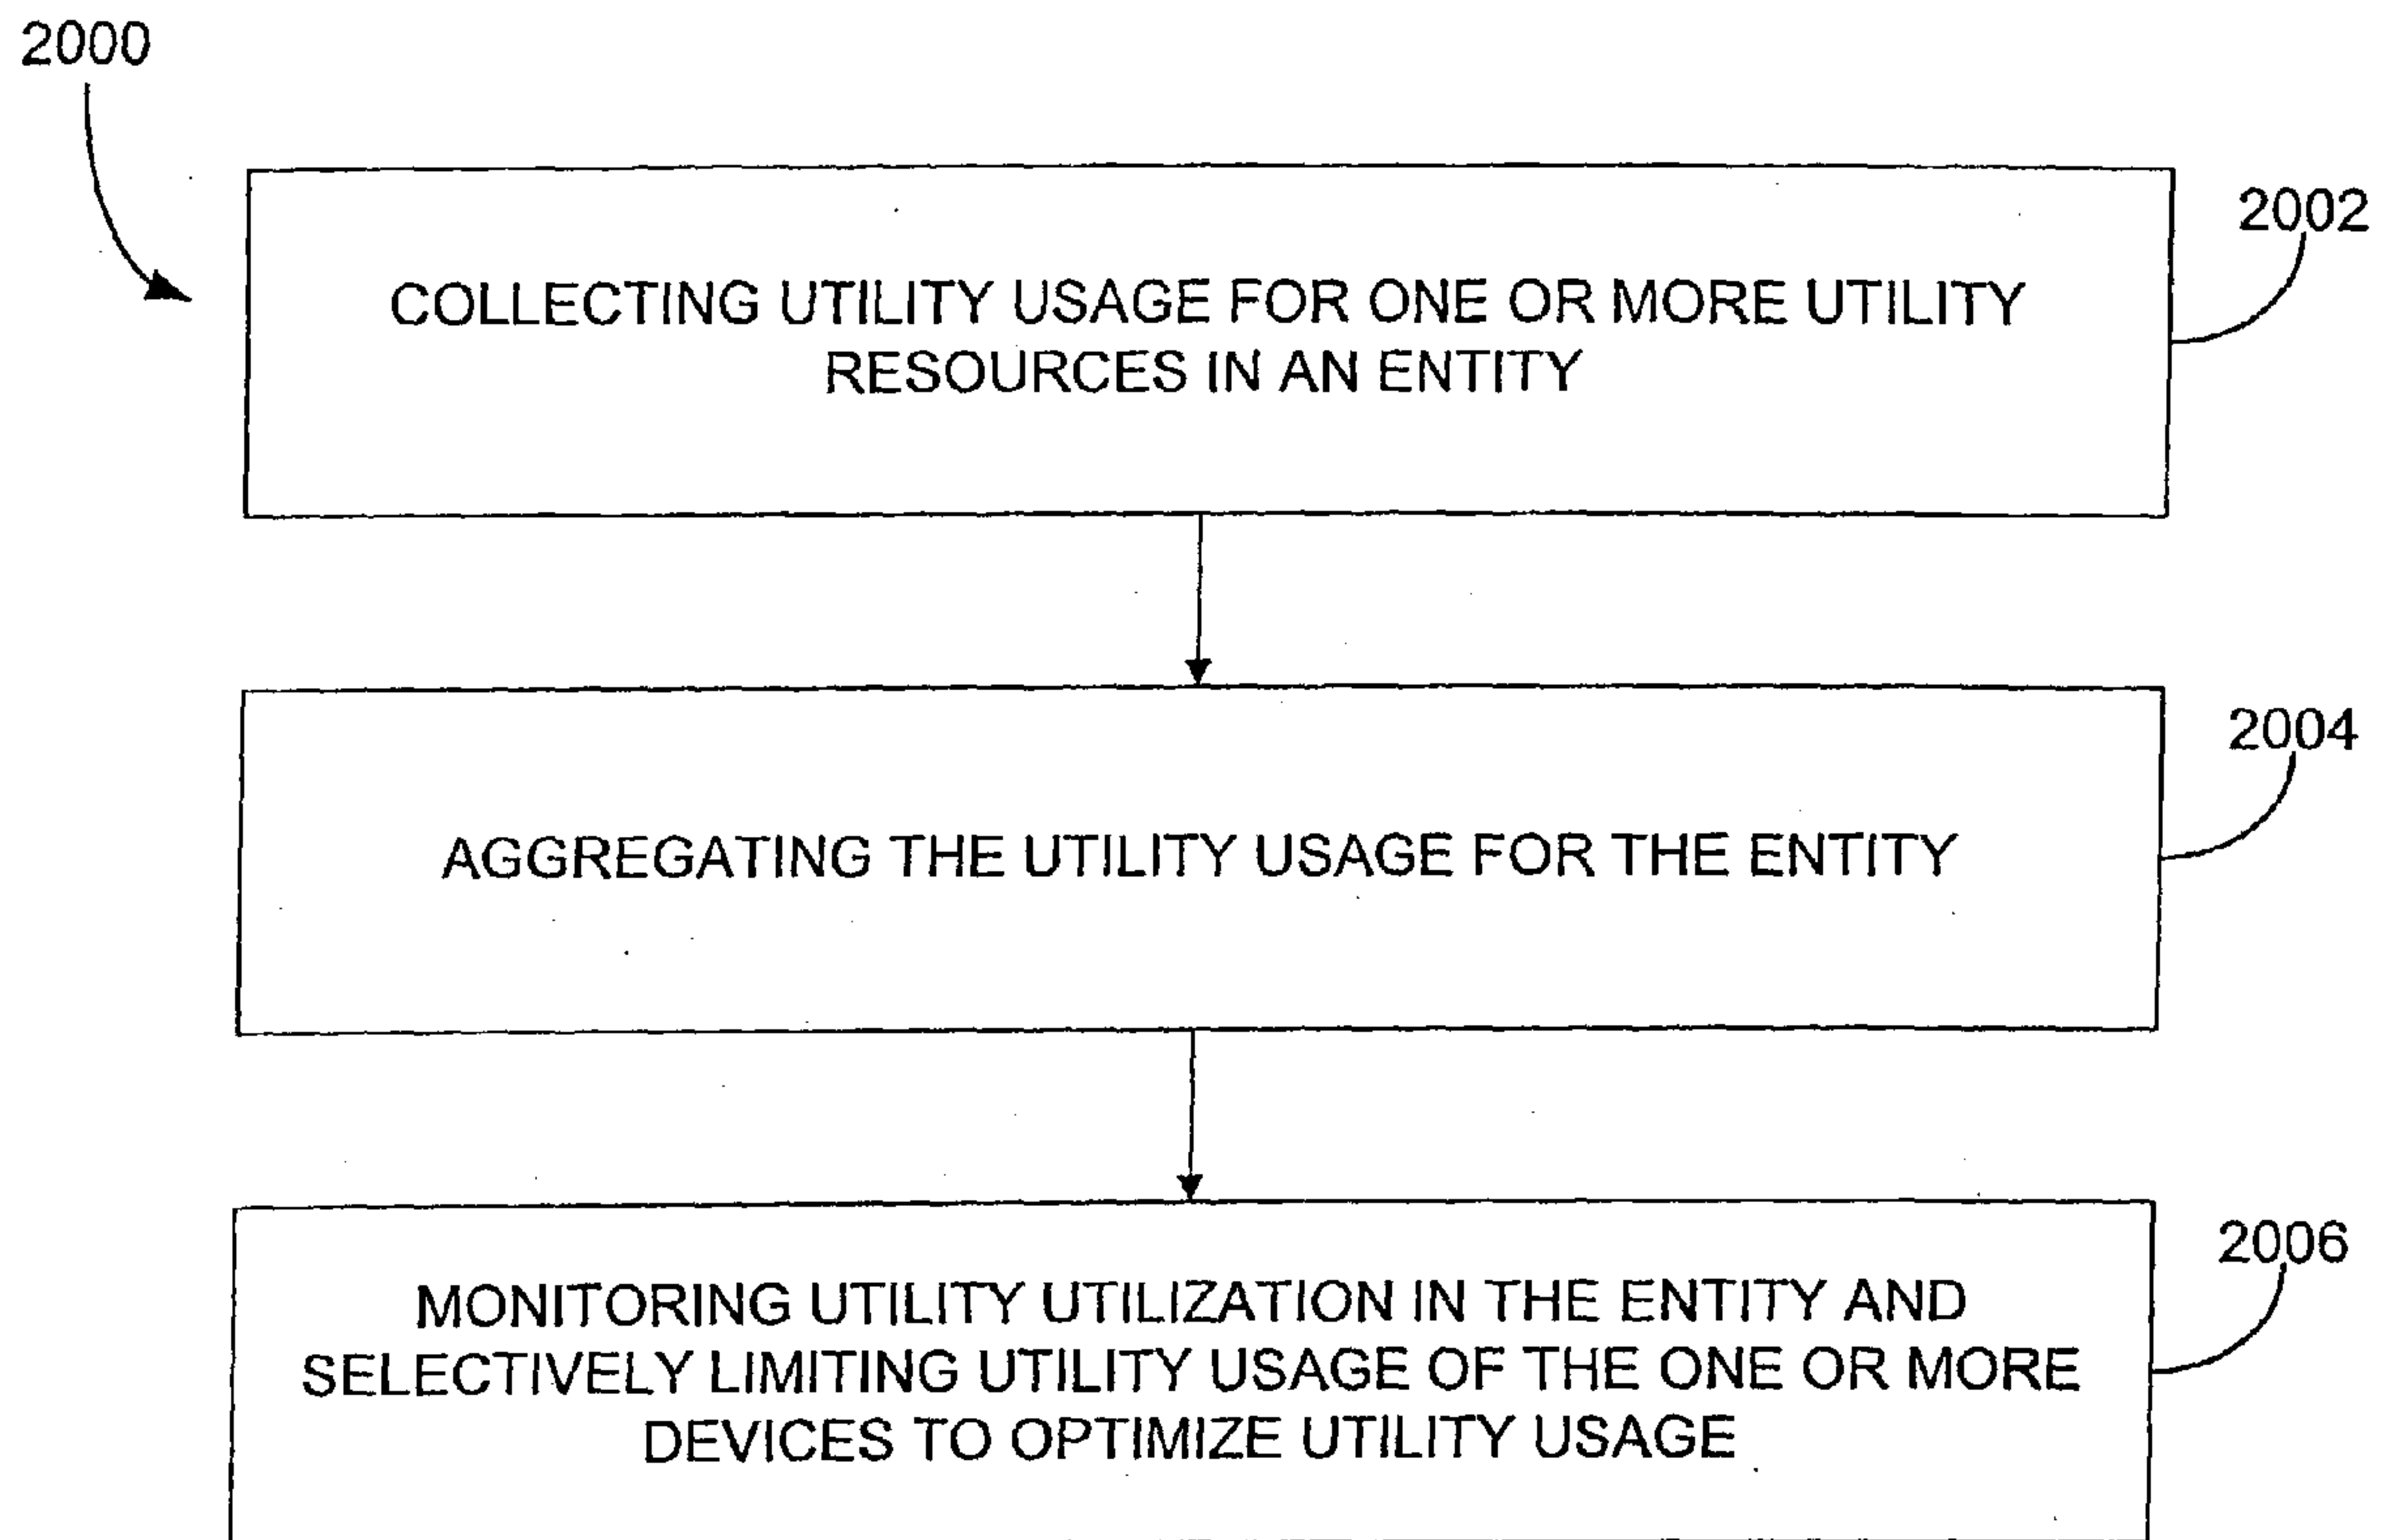 2000
2002
COLLECTING UTILITY USAGE FOR ONE OR MORE UTILITY
RESOURCES IN AN ENTITY
2004
AGGREGATING THE UTILITY USAGE FOR THE ENTITY
2006
MONITORING UTILITY UTILIZATION IN THE ENTITY AND
SELECTIVELY LIMITING UTILITY USAGE OF THE ONE OR MORE
DEVICES TO OPTIMIZE UTILITY USAGE